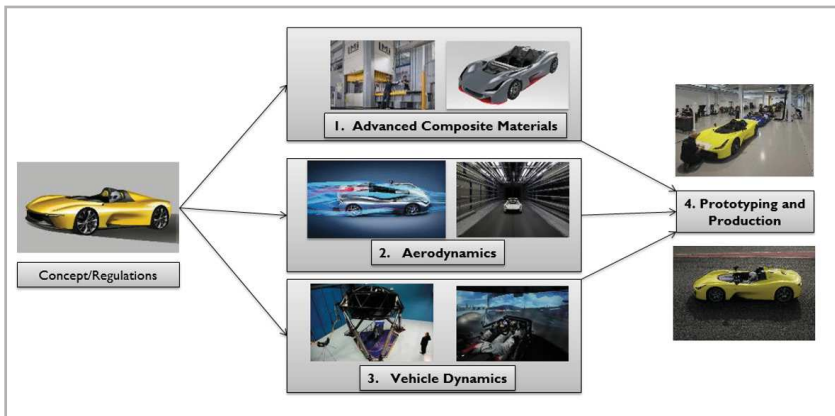 Concept/Regulations
1. Advanced Composite Materials
2. Aerodynamics
3. Vehicle Dynamics
4. Prototyping and
Production